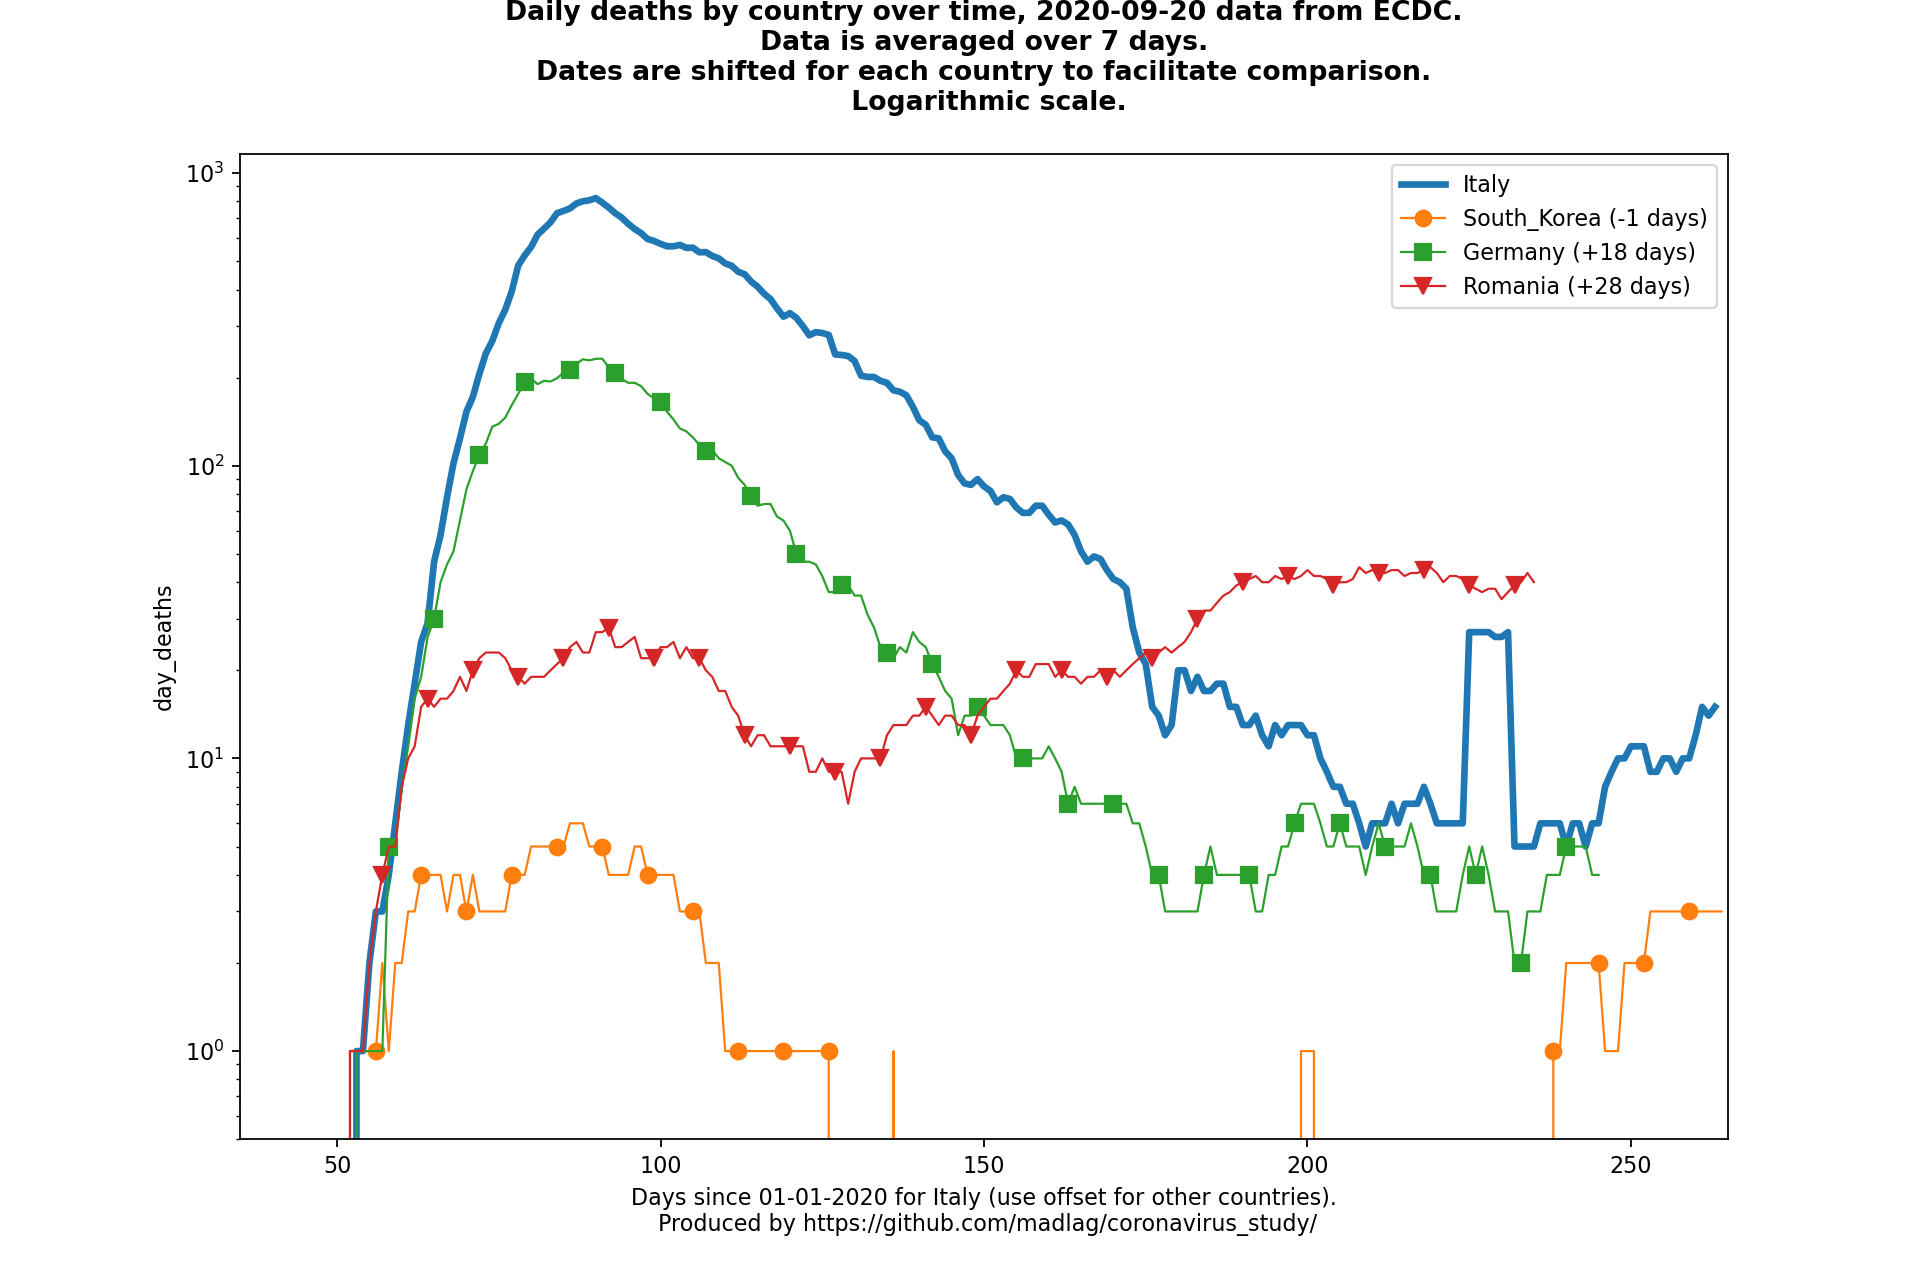 Daily deaths by country over time, 2020-09-20 data from ECDC.
Data is averaged over 7 days.
Dates are shifted for each country to facilitate comparison.
Logarithmic scale.
10³
10²
10¹
10⁰
day_deaths
Italy
South_Korea (-1 days)
Germany (+18 days)
Romania (+28 days)
50 100 150 200 250
Days since 01-01-2020 for Italy (use offset for other countries).
Produced by https://github.com/madlag/coronavirus_study/